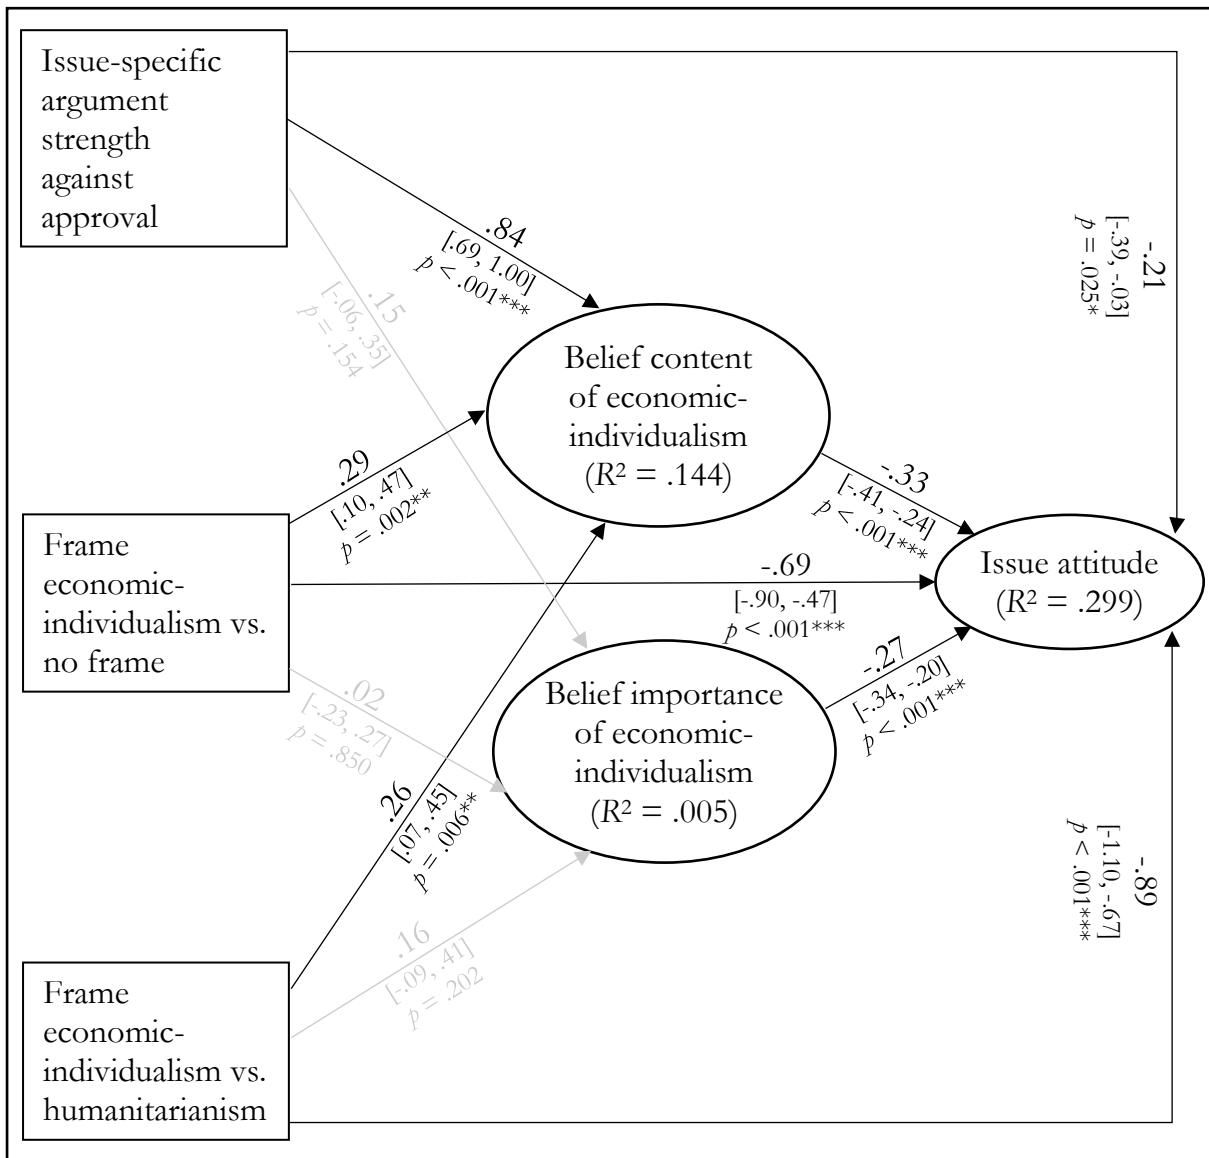 Issue-specific
argument
strength
against
approval
-.21
[-.39, -.03]
p = .025*
.84
[.69, 1.00]
p < .001***
.15
[-.06, .35]
p = .154
Belief content
of economic-
individualism
(R² = .144)
.29
[.10, .47]
p = .002**
-.33
[-.41, -.24]
p < .001***
Frame
economic-
individualism vs.
no frame
-.69
[-.90, -.47]
p < .001***
Issue attitude
(R² = .299)
.02
[-.23, .27]
p = .850
Belief importance
of economic-
individualism
(R² = .005)
-.27
[-.34, -.20]
p < .001***
.26
[.07, .45]
p = .006**
.16
[-.09, .41]
p = .202
-.89
[-1.10, -.67]
p < .001***
Frame
economic-
individualism vs.
humanitarianism